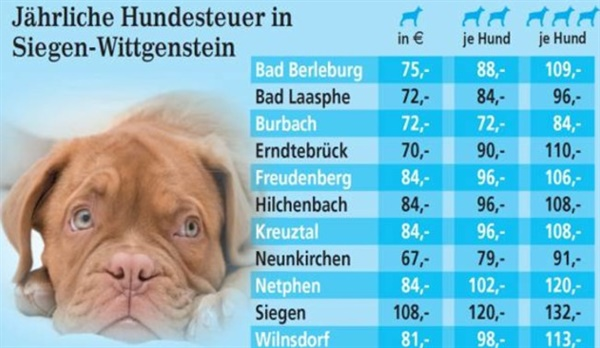 Jährliche Hundesteuer in
Siegen-Wittgenstein
in € je Hund je Hund
Bad Berleburg 75,- 88,- 109,-
Bad Laasphe 72,- 84,- 96,-
Burbach 72,- 72,- 84,-
Erndtebrück 70,- 90,- 110,-
Freudenberg 84,- 96,- 106,-
Hilchenbach 84,- 96,- 108,-
Kreuztal 84,- 96,- 108,-
Neunkirchen 67,- 79,- 91,-
Netphen 84,- 102,- 120,-
Siegen 108,- 120,- 132,-
Wilnsdorf 81,- 98,- 113,-